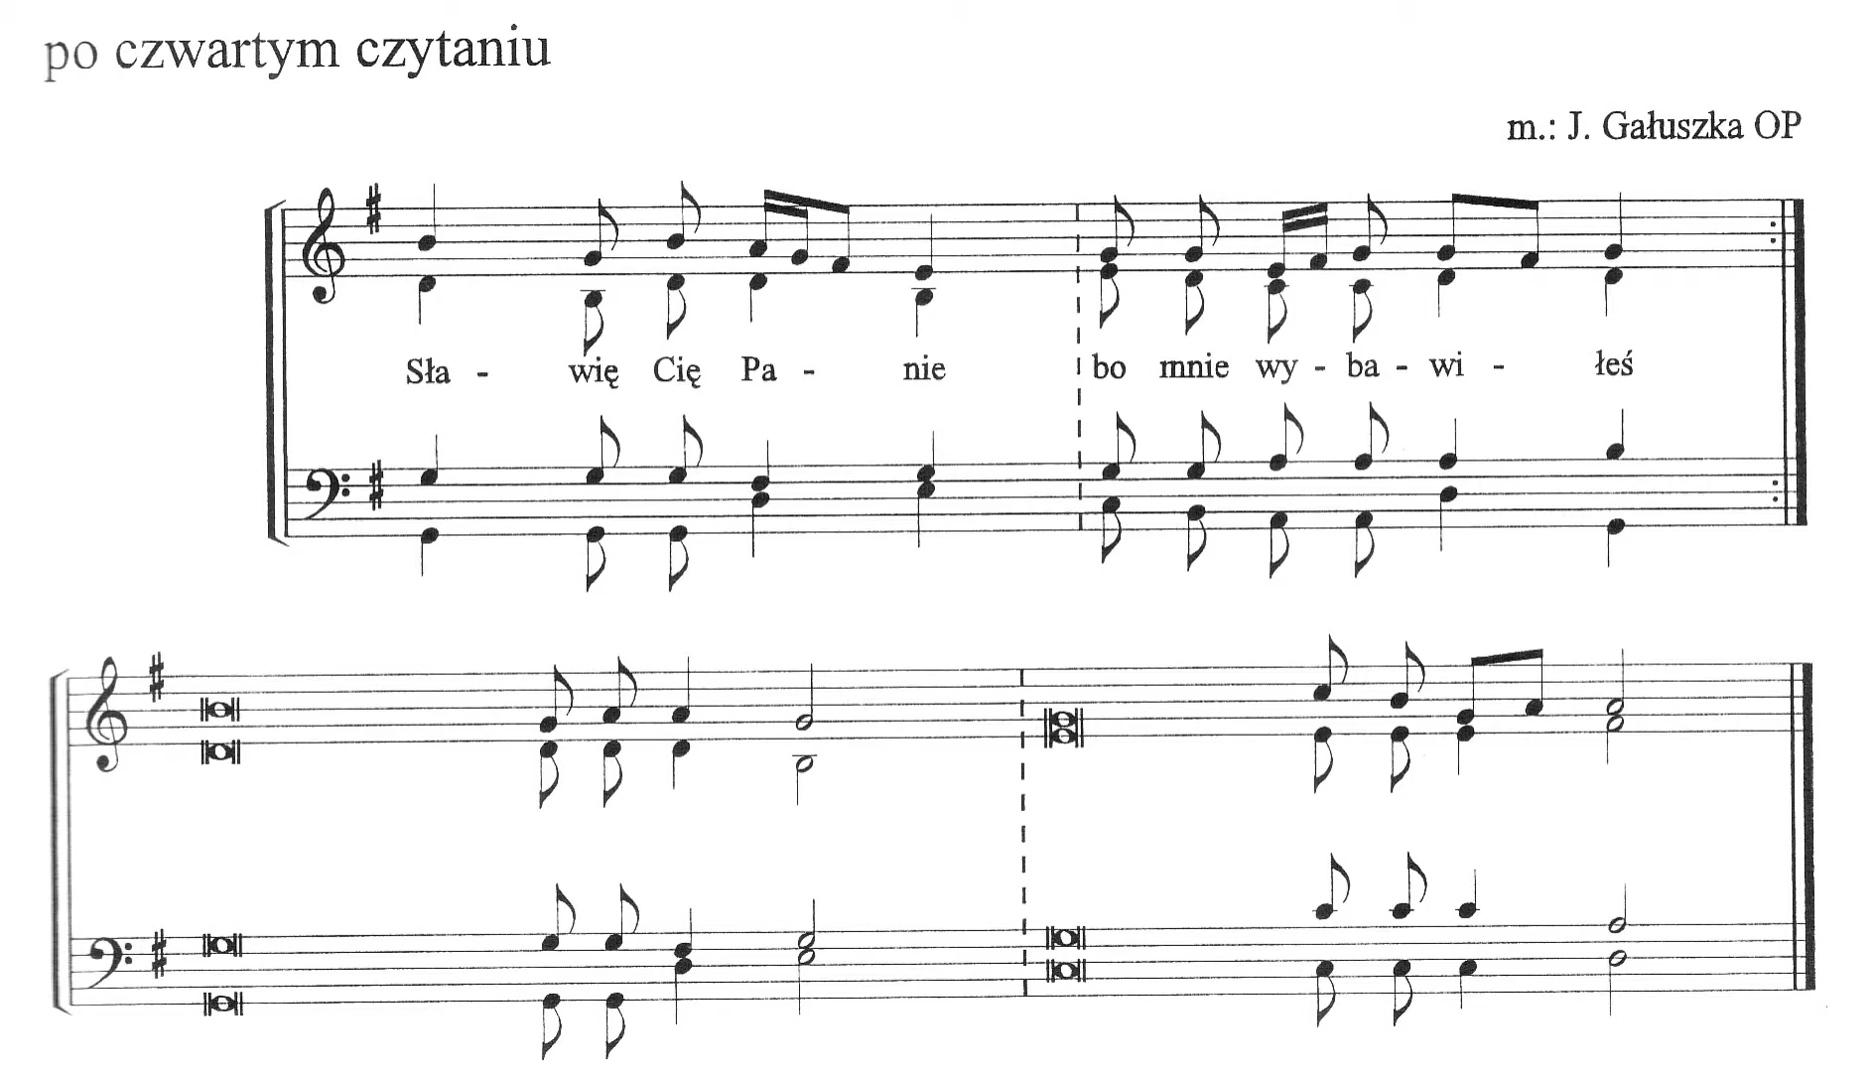 po czwartym czytaniu
m.: J. Gałuszka OP
Sła - wię Cię Pa - nie bo mnie wy - ba - wi - łeś